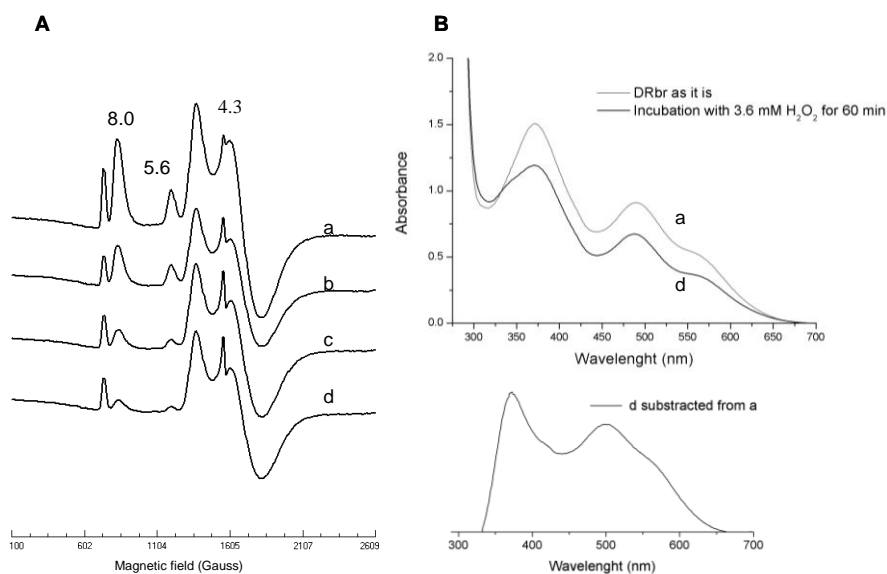 A
8.0
5.6
4.3
a
b
c
d
100 602 1104 1605 2107 2609
Magnetic field (Gauss)
B
2.0
1.5
1.0
0.5
0.0
Absorbance
DRbr as it is
Incubation with 3.6 mM H₂O₂ for 60 min
a
d
300 350 400 450 500 550 600 650 700
Wavelenght (nm)
d substracted from a
300 400 500 600 700
Wavelenght (nm)